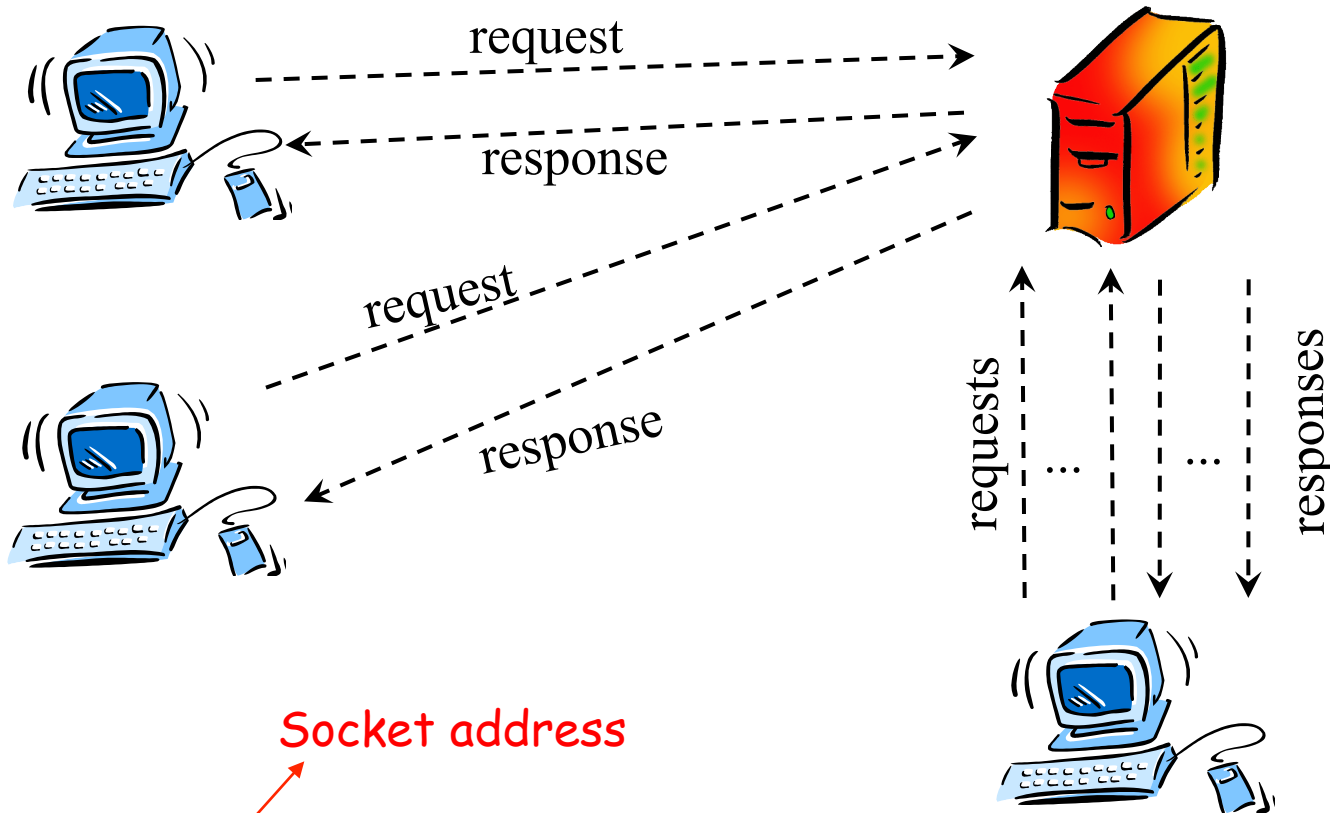 request
response
request
response
requests
...
...
responses
Socket address